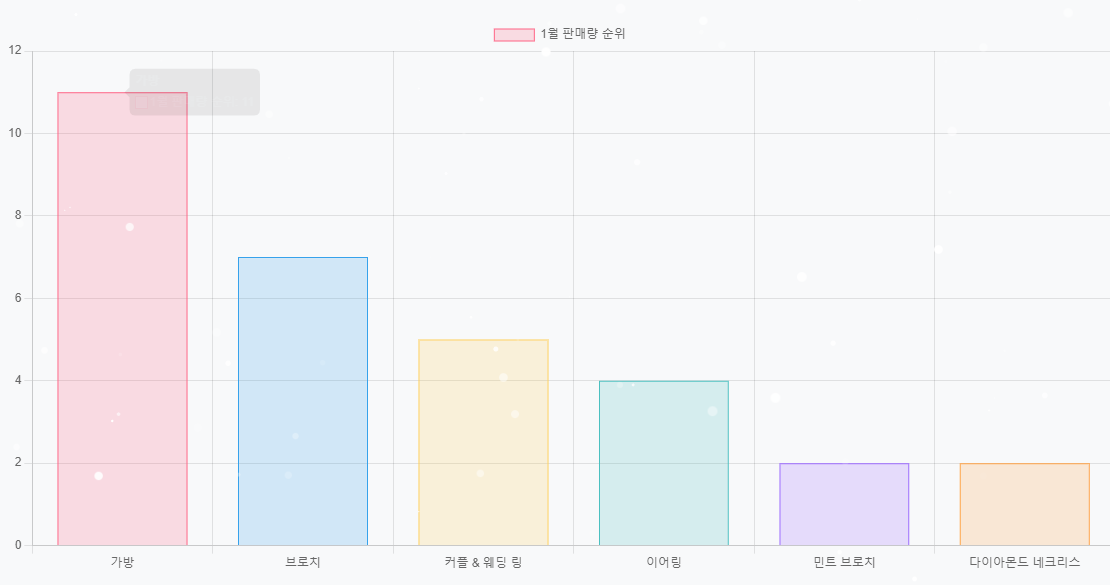 1월 판매량 순위
12
10
8
6
4
2
0
가방
브로치
커플 & 웨딩 링
이어링
민트 브로치
다이아몬드 네크리스